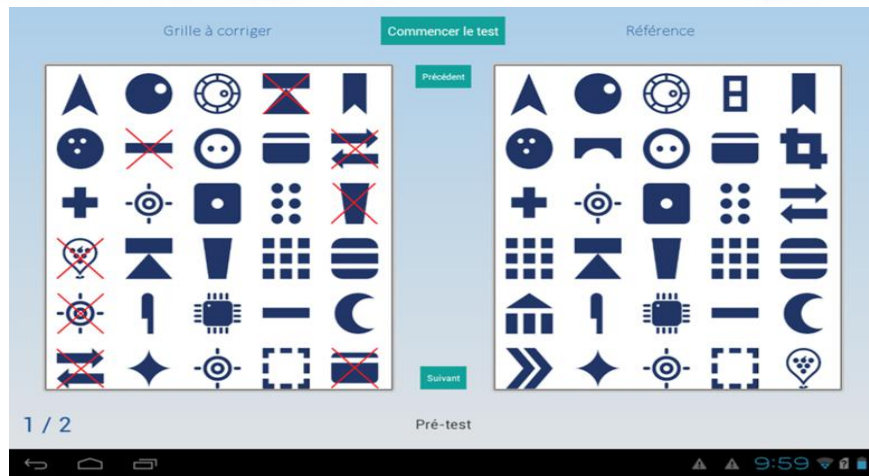 Grille à corriger
Commencer le test
Référence
Précédent
Suivant
1 / 2
Pré-test
9:59